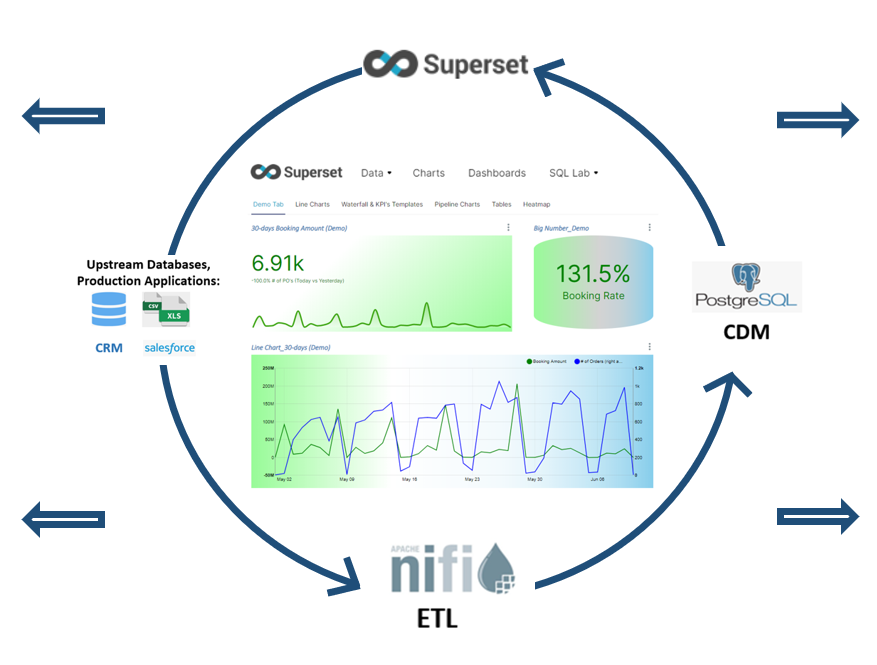 Superset
Superset Data Charts Dashboards SQL Lab
Demo Tab Line Charts Waterfall & KPI's Templates Pipeline Charts Tables Heatmap
30-days Booking Amount (Demo)
6.91k
-100.0% # of PO's (Today vs Yesterday)
Big Number_Demo
131.5%
Booking Rate
Upstream Databases,
Production Applications:
CSV
XLS
CRM
salesforce
PostgreSQL
CDM
Line Chart_30-days (Demo)
Booking Amount # of Orders (right a...
250M 1.2k
200M 1k
150M 800
100M 600
50M 400
0 200
-50M 0
May 02 May 09 May 16 May 23 May 30 Jun 06
APACHE
nifi
ETL